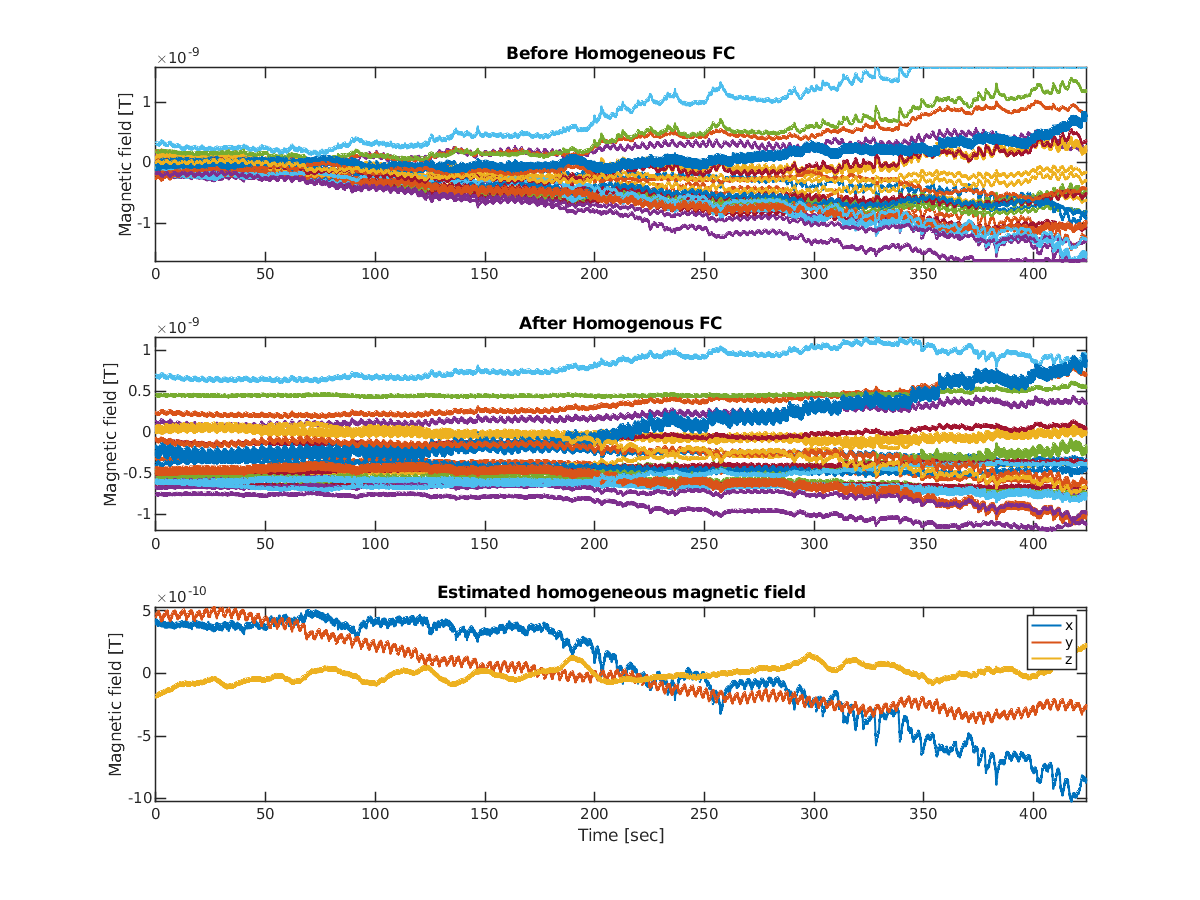 Before Homogeneous FC
×10^-9
Magnetic field [T]
1
0
-1
0 50 100 150 200 250 300 350 400
After Homogenous FC
×10^-9
Magnetic field [T]
1
0.5
0
-0.5
-1
0 50 100 150 200 250 300 350 400
Estimated homogeneous magnetic field
×10^-10
Magnetic field [T]
5
0
-5
-10
x
y
z
0 50 100 150 200 250 300 350 400
Time [sec]